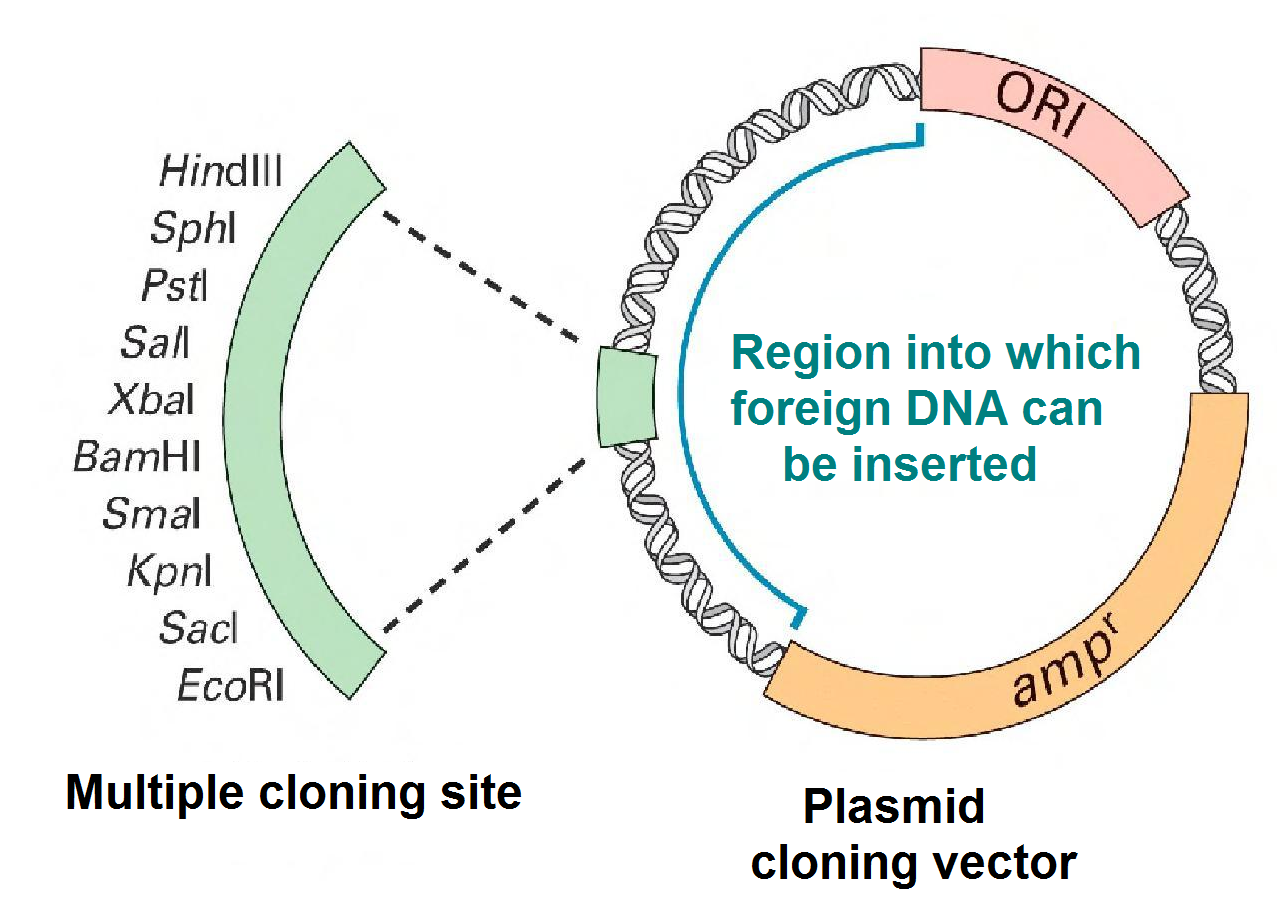 HindIII
SphI
PstI
SalI
XbaI
BamHI
SmaI
KpnI
SacI
EcoRI
Multiple cloning site
ORI
Region into which
foreign DNA can
be inserted
ampʳ
Plasmid
cloning vector